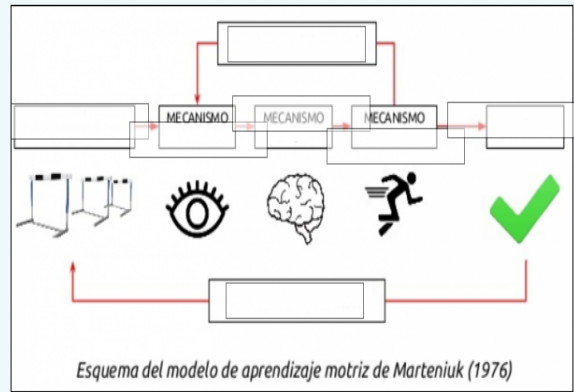 MECANISMO
MECANISMO
MECANISMO
Esquema del modelo de aprendizaje motriz de Marteniuk (1976)